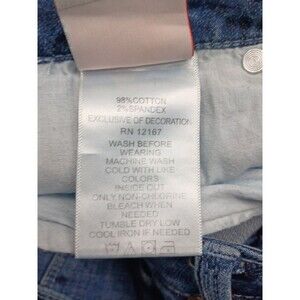 98%COTTON
2%SPANDEX
EXCLUSIVE OF DECORATION
RN 12167
WASH BEFORE
WEARING
MACHINE WASH
COLD WITH LIKE
COLORS
INSIDE OUT
ONLY NON-CHLORINE
BLEACH WHEN
NEEDED
TUMBLE DRY LOW
COOL IRON IF NEEDED